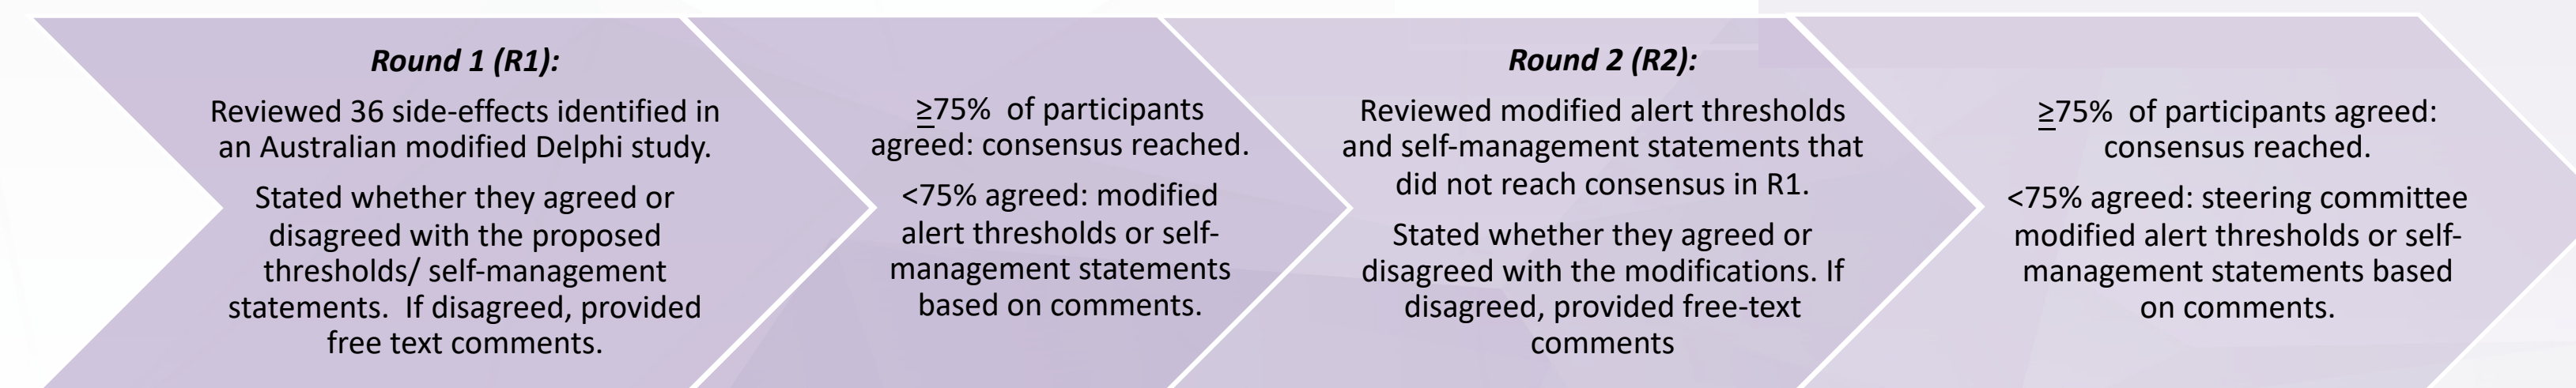 Round 1 (R1):
Reviewed 36 side-effects identified in
an Australian modified Delphi study.
Stated whether they agreed or
disagreed with the proposed
thresholds/ self-management
statements.  If disagreed, provided
free text comments.
≥75%  of participants
agreed: consensus reached.
<75% agreed: modified
alert thresholds or self-
management statements
based on comments.
Round 2 (R2):
Reviewed modified alert thresholds
and self-management statements that
did not reach consensus in R1.
Stated whether they agreed or
disagreed with the modifications. If
disagreed, provided free-text
comments
≥75%  of participants agreed:
consensus reached.
<75% agreed: steering committee
modified alert thresholds or self-
management statements based
on comments.